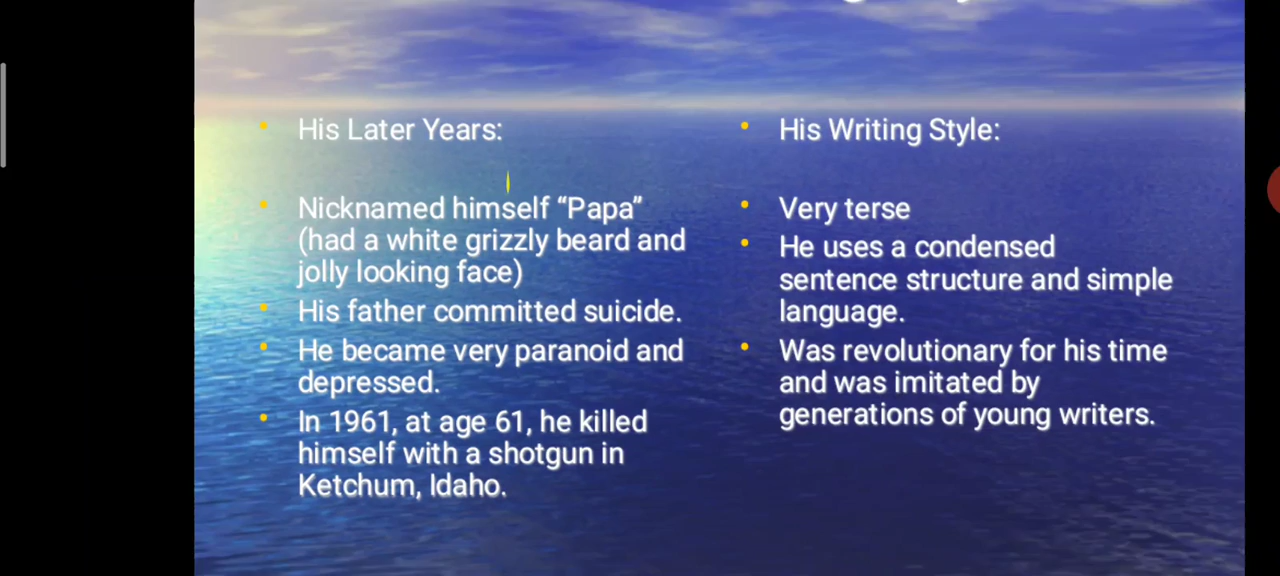 • His Later Years:
• Nicknamed himself “Papa”
(had a white grizzly beard and
jolly looking face)
• His father committed suicide.
• He became very paranoid and
depressed.
• In 1961, at age 61, he killed
himself with a shotgun in
Ketchum, Idaho.
• His Writing Style:
• Very terse
• He uses a condensed
sentence structure and simple
language.
• Was revolutionary for his time
and was imitated by
generations of young writers.